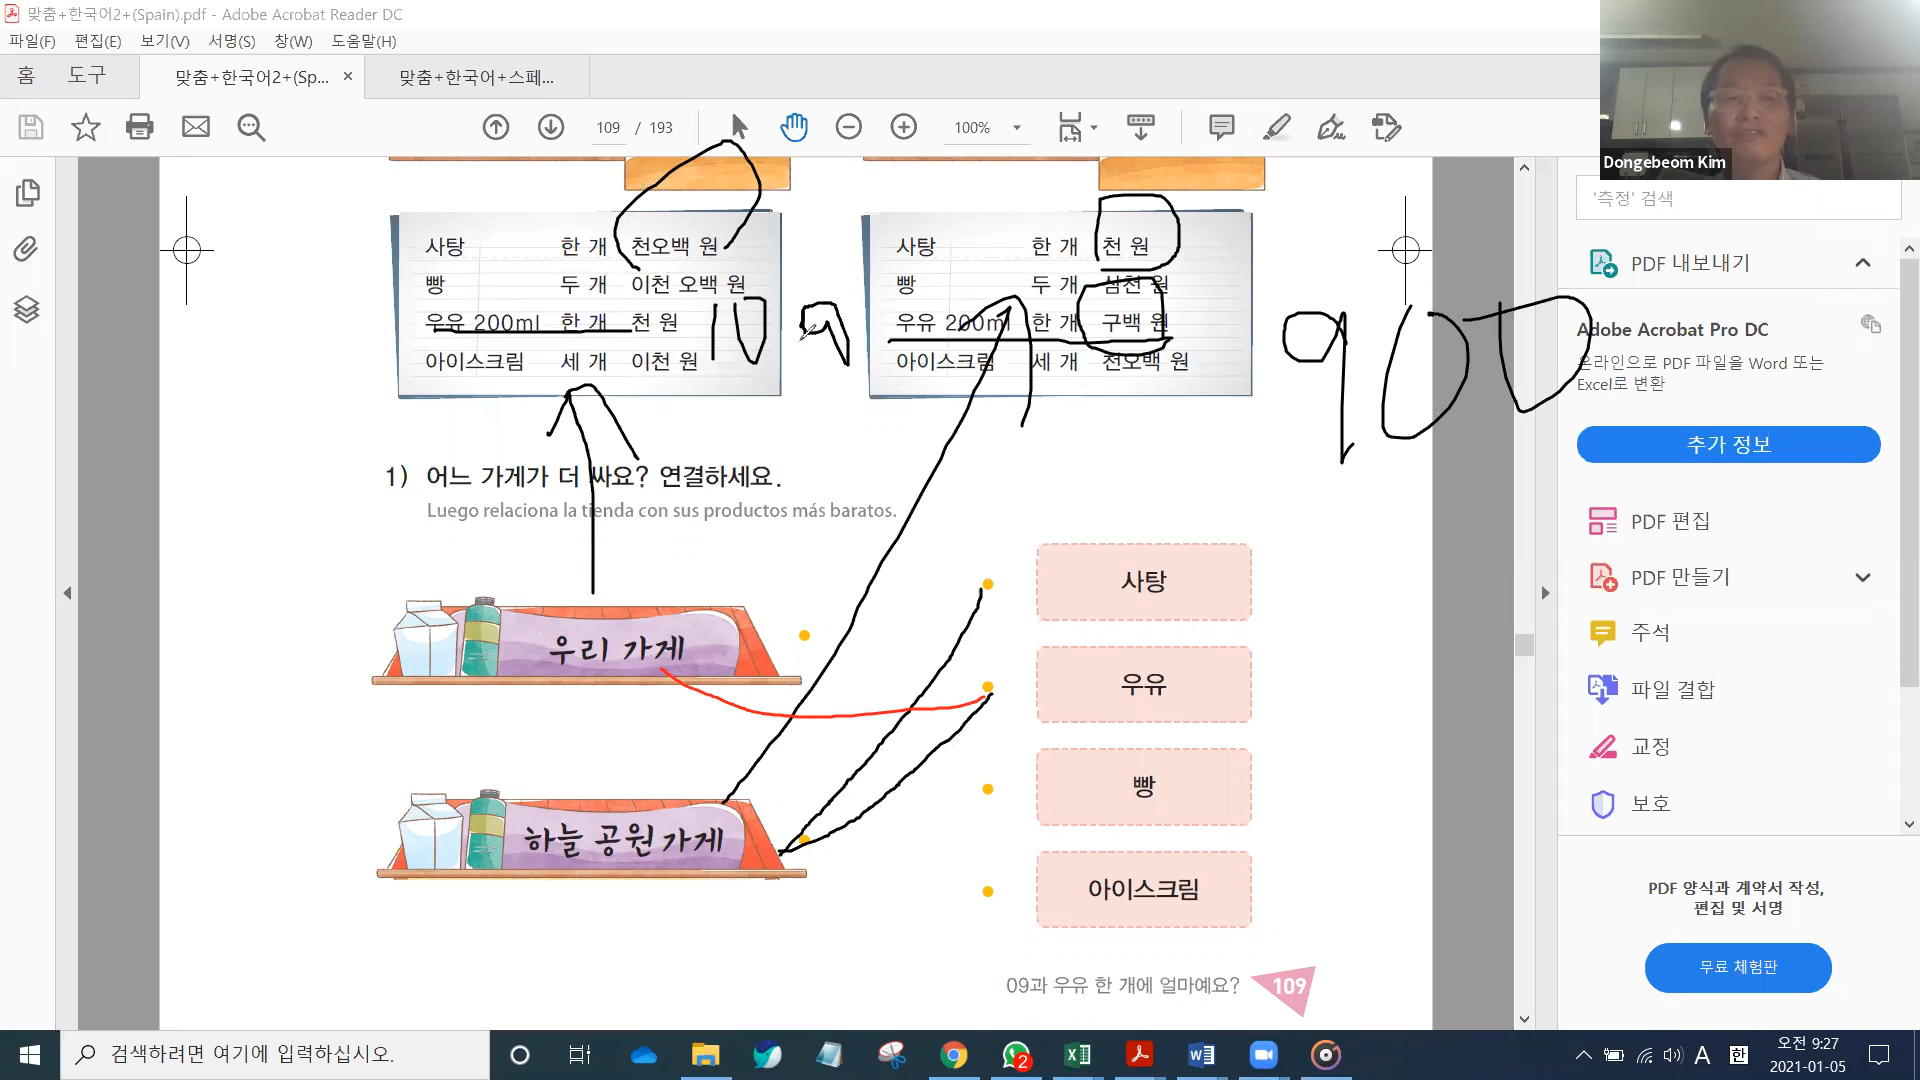 맞춤+한국어2+(Spain).pdf - Adobe Acrobat Reader DC
파일(F) 편집(E) 보기(V) 서명(S) 창(W) 도움말(H)
홈 도구 맞춤+한국어2+(Sp... × 맞춤+한국어+스페...
109 / 193 100%
Dongebeom Kim
'측정' 검색
사탕 한 개 천오백 원
빵 두 개 이천 오백 원
우유 200ml 한 개 천 원
아이스크림 세 개 이천 원
10
9
사탕 한 개 천 원
빵 두 개 삼천 원
우유 200ml 한 개 구백 원
아이스크림 세 개 천오백 원
900
1) 어느 가게가 더 싸요? 연결하세요.
Luego relaciona la tienda con sus productos más baratos.
우리 가게
하늘 공원 가게
사탕
우유
빵
아이스크림
09과 우유 한 개에 얼마예요? 109
PDF 내보내기
Adobe Acrobat Pro DC
온라인으로 PDF 파일을 Word 또는
Excel로 변환
추가 정보
PDF 편집
PDF 만들기
주석
파일 결합
교정
보호
PDF 양식과 계약서 작성,
편집 및 서명
무료 체험판
검색하려면 여기에 입력하십시오.
2
A 한
오전 9:27
2021-01-05